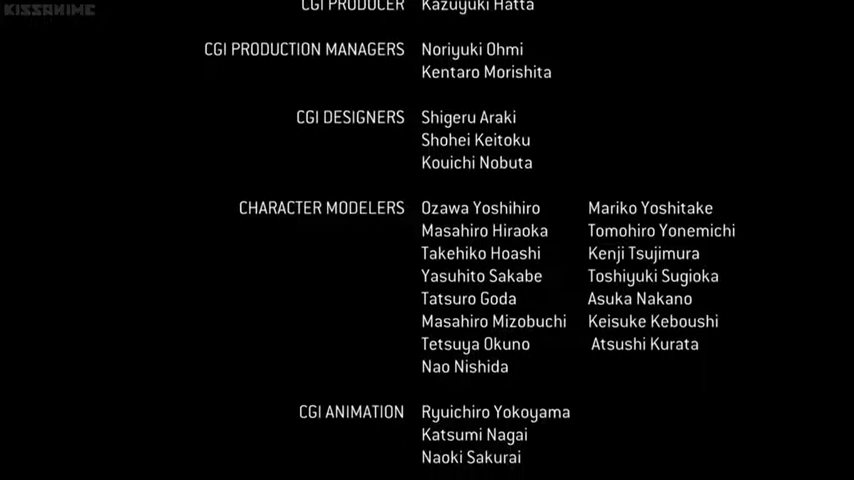 KISSANIME
CGI PRODUCER Kazuyuki Hatta
CGI PRODUCTION MANAGERS Noriyuki Ohmi
Kentaro Morishita
CGI DESIGNERS Shigeru Araki
Shohei Keitoku
Kouichi Nobuta
CHARACTER MODELERS Ozawa Yoshihiro Mariko Yoshitake
Masahiro Hiraoka Tomohiro Yonemichi
Takehiko Hoashi Kenji Tsujimura
Yasuhito Sakabe Toshiyuki Sugioka
Tatsuro Goda Asuka Nakano
Masahiro Mizobuchi Keisuke Keboushi
Tetsuya Okuno Atsushi Kurata
Nao Nishida
CGI ANIMATION Ryuichiro Yokoyama
Katsumi Nagai
Naoki Sakurai